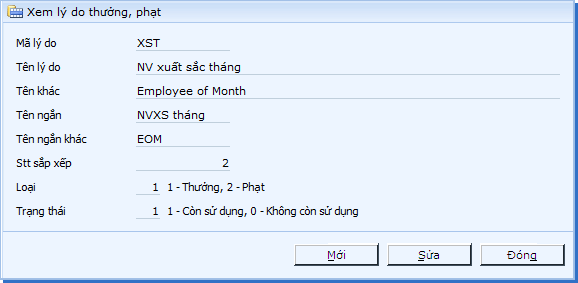 Xem lý do thưởng, phạt
Mã lý do XST
Tên lý do NV xuất sắc tháng
Tên khác Employee of Month
Tên ngắn NVXS tháng
Tên ngắn khác EOM
Stt sắp xếp 2
Loại 1 1 - Thưởng, 2 - Phạt
Trạng thái 1 1 - Còn sử dụng, 0 - Không còn sử dụng
Mới Sửa Đóng